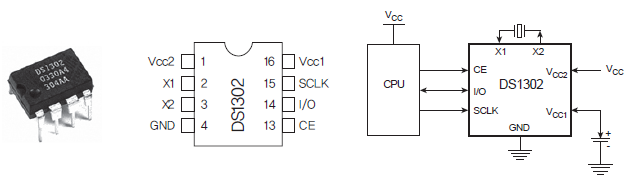 DS1302
0330A4
304AA
Vcc2 1 16 Vcc1
X1 2 15 SCLK
X2 3 14 I/O
GND 4 13 CE
DS1302
VCC
CPU
X1 X2
CE
I/O
SCLK
DS1302
VCC2
VCC
VCC1
GND
+
-